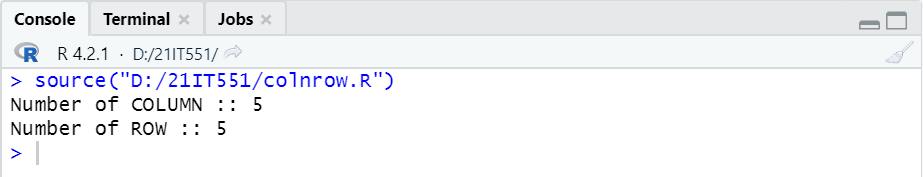 Console Terminal Jobs
R R 4.2.1 · D:/21IT551/
> source("D:/21IT551/colnrow.R")
Number of COLUMN :: 5
Number of ROW :: 5
>